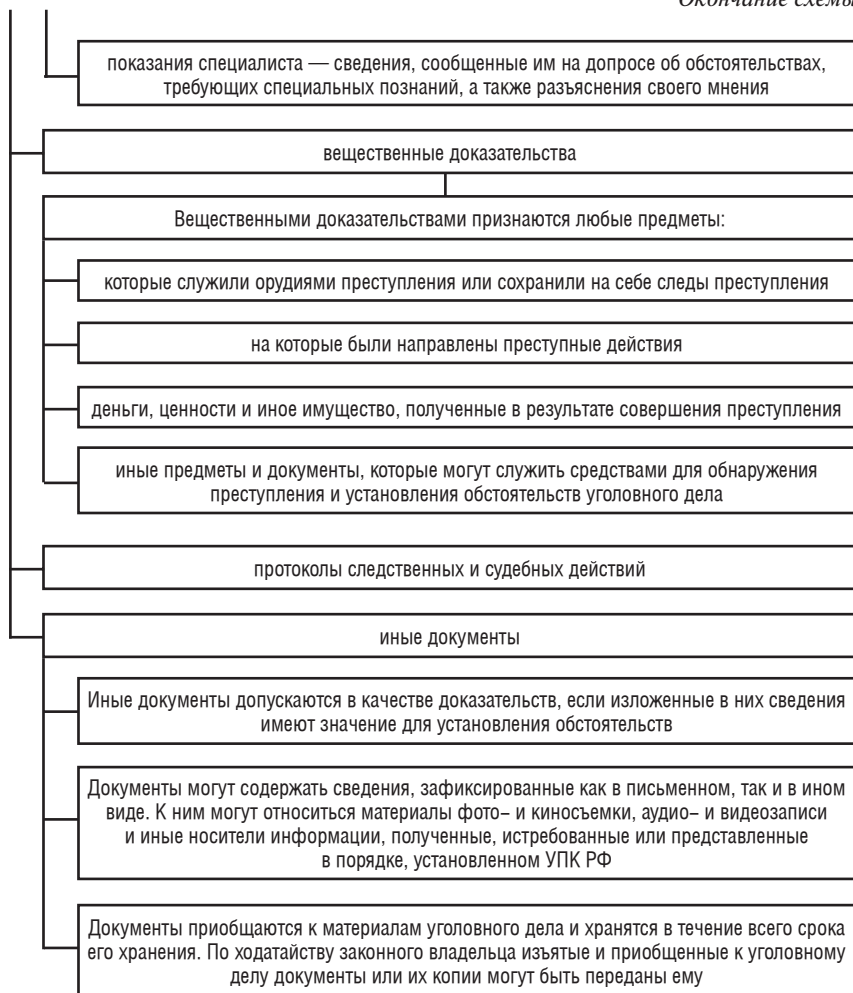 Окончание схемы
показания специалиста — сведения, сообщенные им на допросе об обстоятельствах,
требующих специальных познаний, а также разъяснения своего мнения
вещественные доказательства
Вещественными доказательствами признаются любые предметы:
которые служили орудиями преступления или сохранили на себе следы преступления
на которые были направлены преступные действия
деньги, ценности и иное имущество, полученные в результате совершения преступления
иные предметы и документы, которые могут служить средствами для обнаружения
преступления и установления обстоятельств уголовного дела
протоколы следственных и судебных действий
иные документы
Иные документы допускаются в качестве доказательств, если изложенные в них сведения
имеют значение для установления обстоятельств
Документы могут содержать сведения, зафиксированные как в письменном, так и в ином
виде. К ним могут относиться материалы фото– и киносъемки, аудио– и видеозаписи
и иные носители информации, полученные, истребованные или представленные
в порядке, установленном УПК РФ
Документы приобщаются к материалам уголовного дела и хранятся в течение всего срока
его хранения. По ходатайству законного владельца изъятые и приобщенные к уголовному
делу документы или их копии могут быть переданы ему